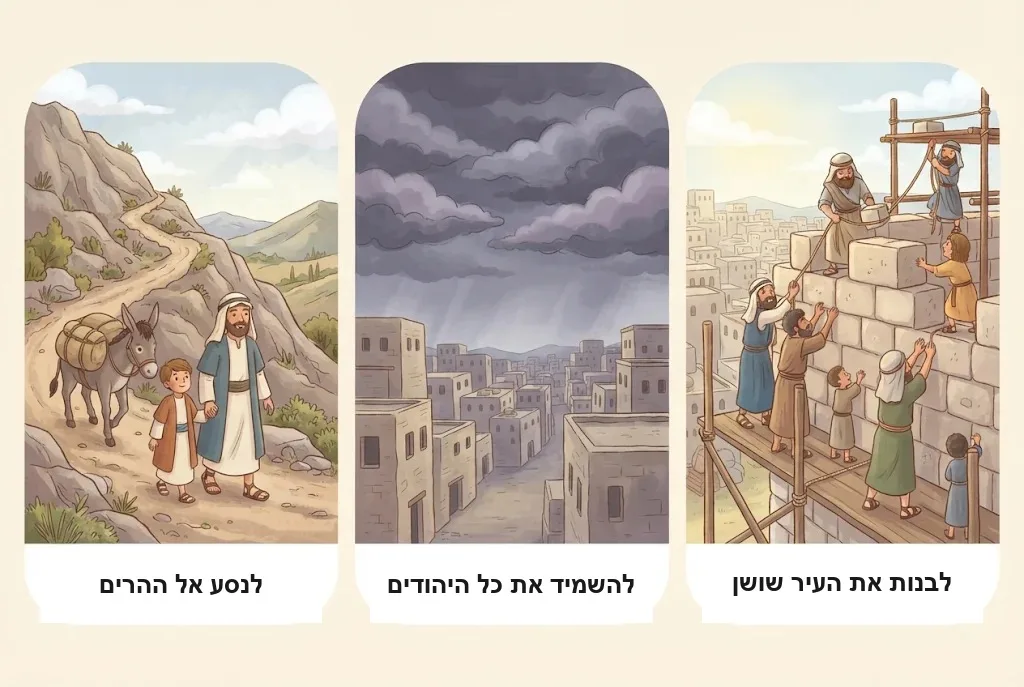 לבנות את העיר שושן
להשמיד את כל היהודים
לנסע אל ההרים